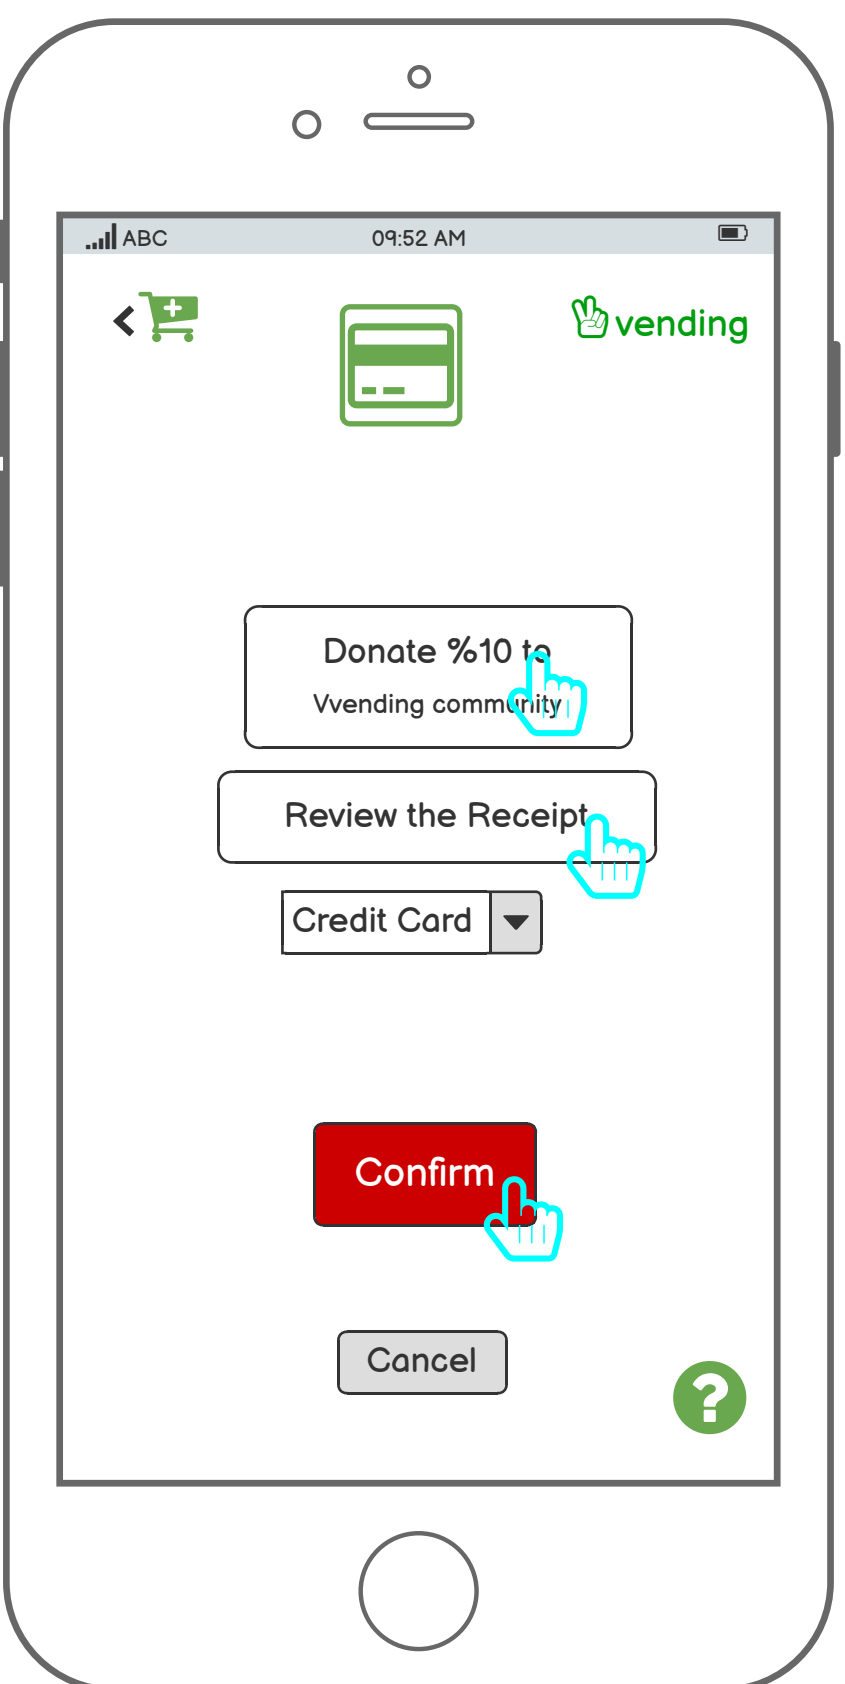 ABC
09:52 AM
vending
Donate %10 to
Vvending community
Review the Receipt
Credit Card
Confirm
Cancel
?